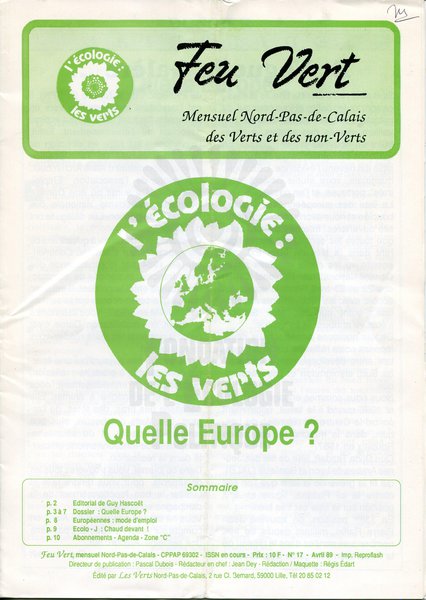 l'écologie :
les verts
Feu Vert
Mensuel Nord-Pas-de-Calais
des Verts et des non-Verts
l'écologie :
les verts
Quelle Europe ?
Sommaire
p. 2 Editorial de Guy Hascoët
p. 3 à 7 Dossier : Quelle Europe ?
p. 8 Européennes : mode d'emploi
p. 9 Ecolo - J : Chaud devant !
p. 10 Abonnements - Agenda - Zone "C"
Feu Vert, mensuel Nord-Pas-de-Calais - CPPAP 69302 - ISSN en cours - Prix : 10 F - N° 17 - Avril 89 - Imp. Reproflash
Directeur de publication : Pascal Dubois - Rédacteur en chef : Jean Dey - Rédaction / Maquette : Régis Edart
Édité par Les Verts Nord-Pas-de-Calais, 2 rue Cl. Bernard, 59000 Lille, Tél 20 85 02 12